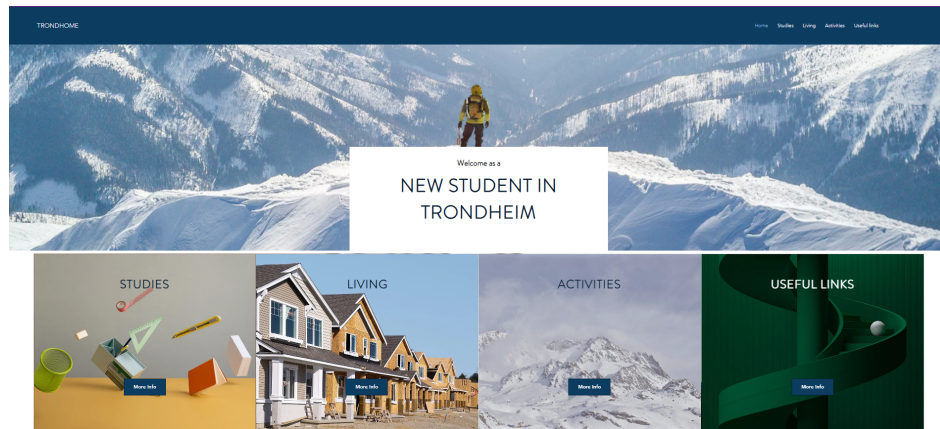 TRONDHOME
Home Studies Living Activities Useful links
Welcome as a
NEW STUDENT IN
TRONDHEIM
STUDIES LIVING ACTIVITIES USEFUL LINKS
More Info More Info More Info More Info